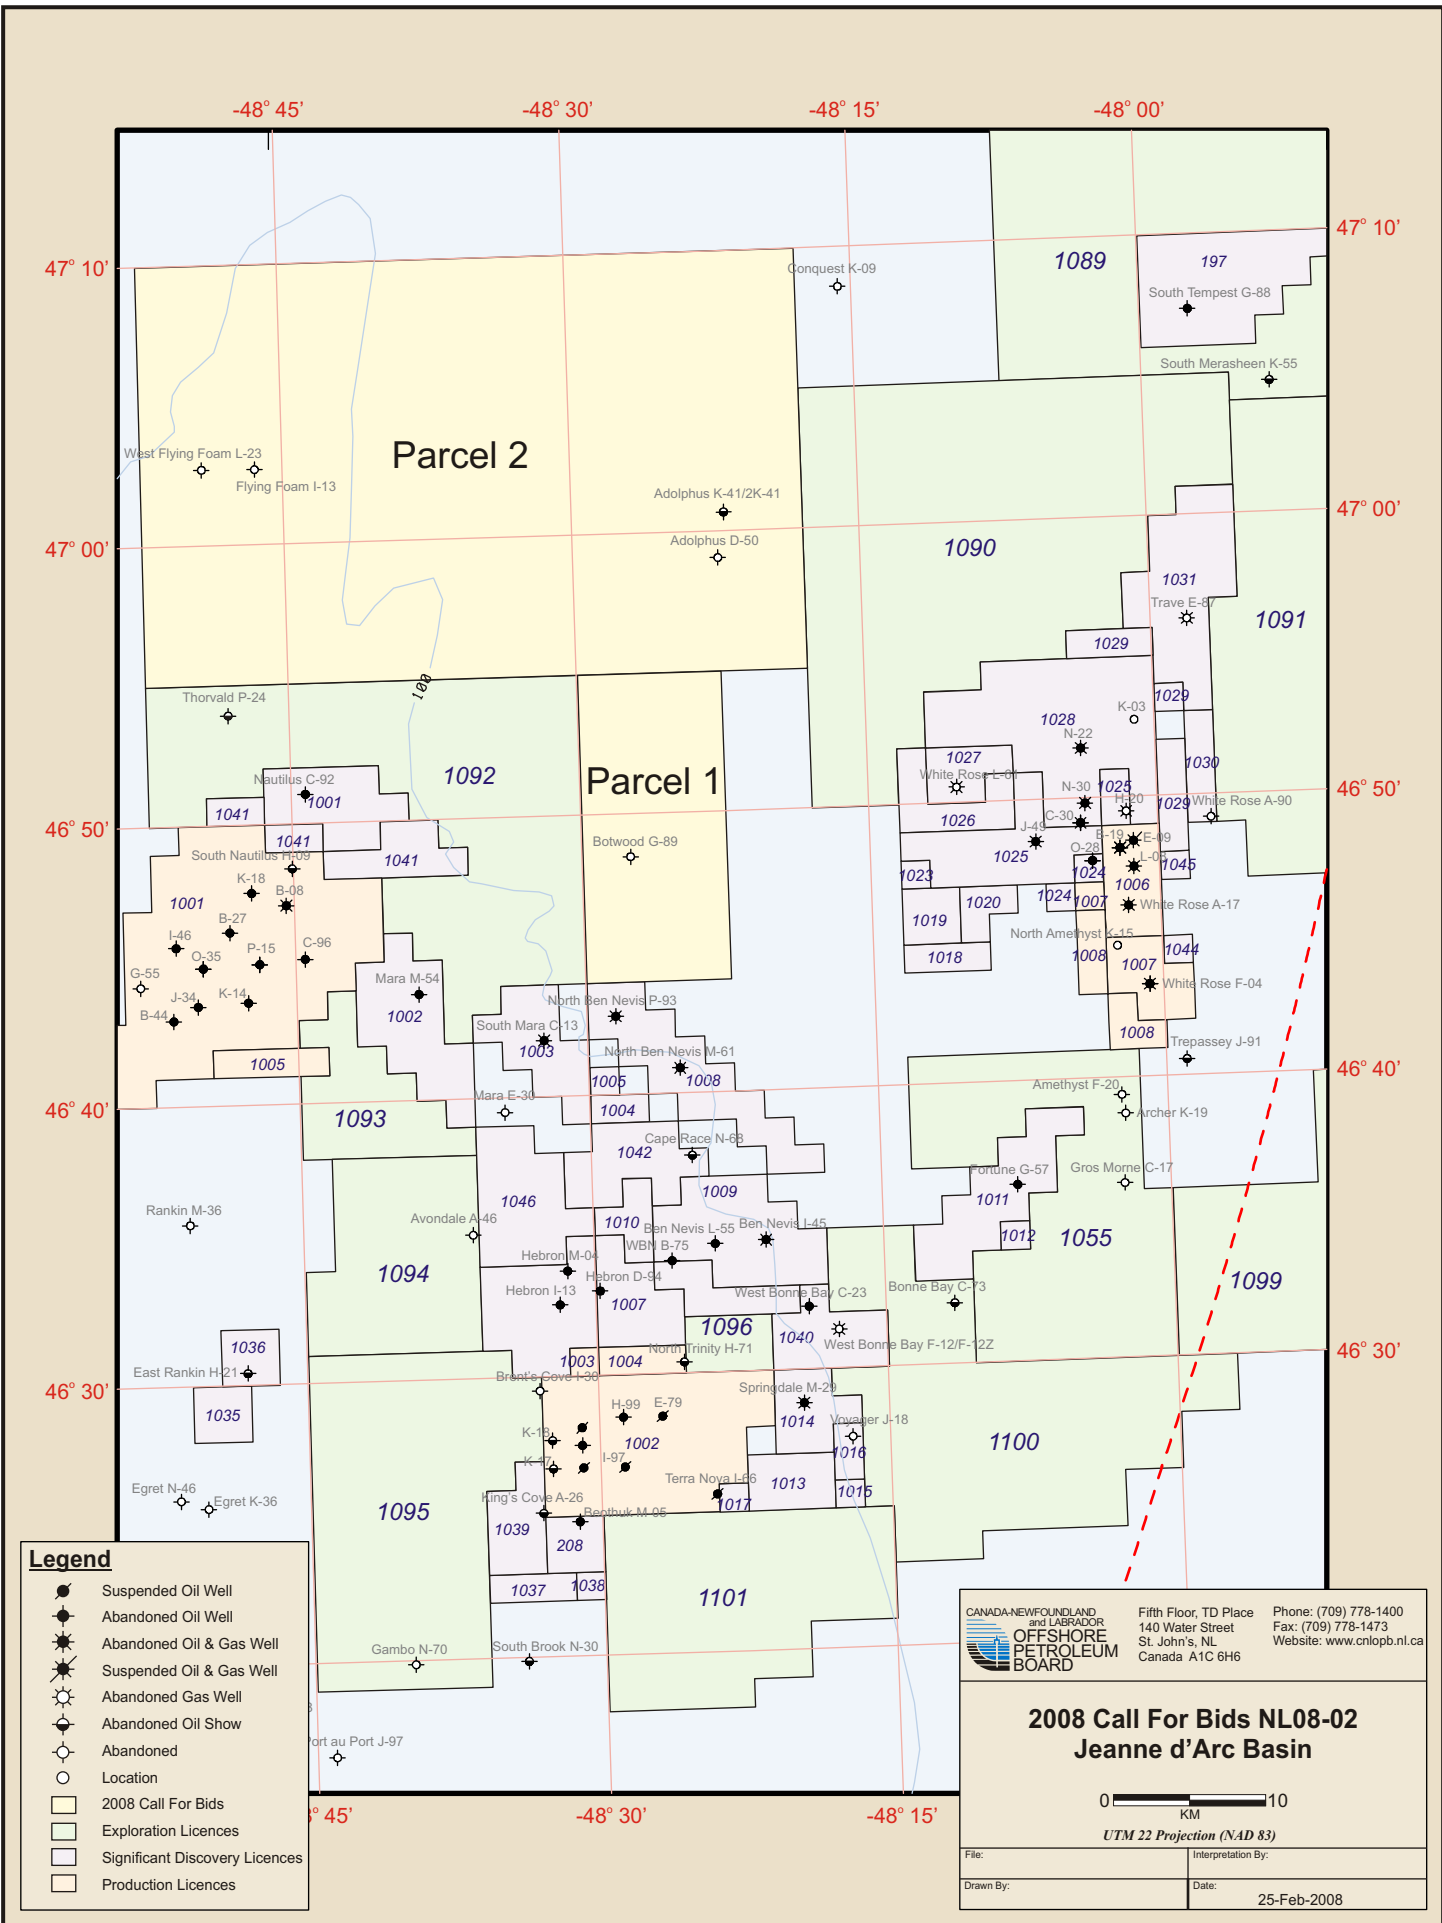 -48° 45’
-48° 30’
-48° 15’
-48° 00’
47° 10’
47° 10’
1089
197
Conquest K-09
South Tempest G-88
South Merasheen K-55
Parcel 2
West Flying Foam L-23
Flying Foam I-13
Adolphus K-41/2K-41
Adolphus D-50
47° 00’
47° 00’
1090
1031
Trave E-87
1091
1029
1029
100
Thorvald P-24
K-03
1028
N-22
1092
Parcel 1
1027
1030
White Rose L-61
Nautilus C-92
1001
1041
1041
1041
N-30
1025
H-20
1029
White Rose A-90
46° 50’
46° 50’
C-30
1026
J-49
B-19
E-09
Botwood G-89
O-28
L-08
1025
1024
1045
1023
1006
South Nautilus H-09
K-18
B-08
1001
1024
1007
1020
White Rose A-17
1019
B-27
North Amethyst K-15
I-46
O-35
P-15
C-96
1018
1008
1007
1044
G-55
J-34
K-14
B-44
Mara M-54
1002
White Rose F-04
North Ben Nevis P-93
South Mara C-13
1003
1008
1005
North Ben Nevis M-61
Trepassey J-91
1005
1008
46° 40’
46° 40’
Mara E-30
1004
Amethyst F-20
Archer K-19
1093
Cape Race N-68
1042
Fortune G-57
Gros Morne C-17
1046
1009
1011
Rankin M-36
Avondale A-46
1010
Ben Nevis L-55
Ben Nevis I-45
1012
1055
WBN B-75
Hebron M-04
1094
Hebron D-94
1099
Hebron I-13
1007
West Bonne Bay C-23
Bonne Bay C-73
1096
1040
West Bonne Bay F-12/F-12Z
1036
1003
1004
North Trinity H-71
East Rankin H-21
Brent's Cove I-30
46° 30’
46° 30’
Springdale M-29
1035
H-99
E-79
1014
Voyager J-18
K-18
1002
1016
1100
K-17
I-97
Terra Nova I-66
1013
1015
Egret N-46
Egret K-36
King's Cove A-26
1017
1095
Beothuk M-05
1039
208
1037
1038
1101
Gambo N-70
South Brook N-30
Port au Port J-97
45’
-48° 30’
-48° 15’
Legend
Suspended Oil Well
Abandoned Oil Well
Abandoned Oil & Gas Well
Suspended Oil & Gas Well
Abandoned Gas Well
Abandoned Oil Show
Abandoned
Location
2008 Call For Bids
Exploration Licences
Significant Discovery Licences
Production Licences
CANADA-NEWFOUNDLAND
and LABRADOR
OFFSHORE
PETROLEUM
BOARD
Fifth Floor, TD Place
140 Water Street
St. John's, NL
Canada A1C 6H6
Phone: (709) 778-1400
Fax: (709) 778-1473
Website: www.cnlopb.nl.ca
2008 Call For Bids NL08-02
Jeanne d’Arc Basin
0 10
KM
UTM 22 Projection (NAD 83)
File:
Interpretation By:
Drawn By:
Date:
25-Feb-2008